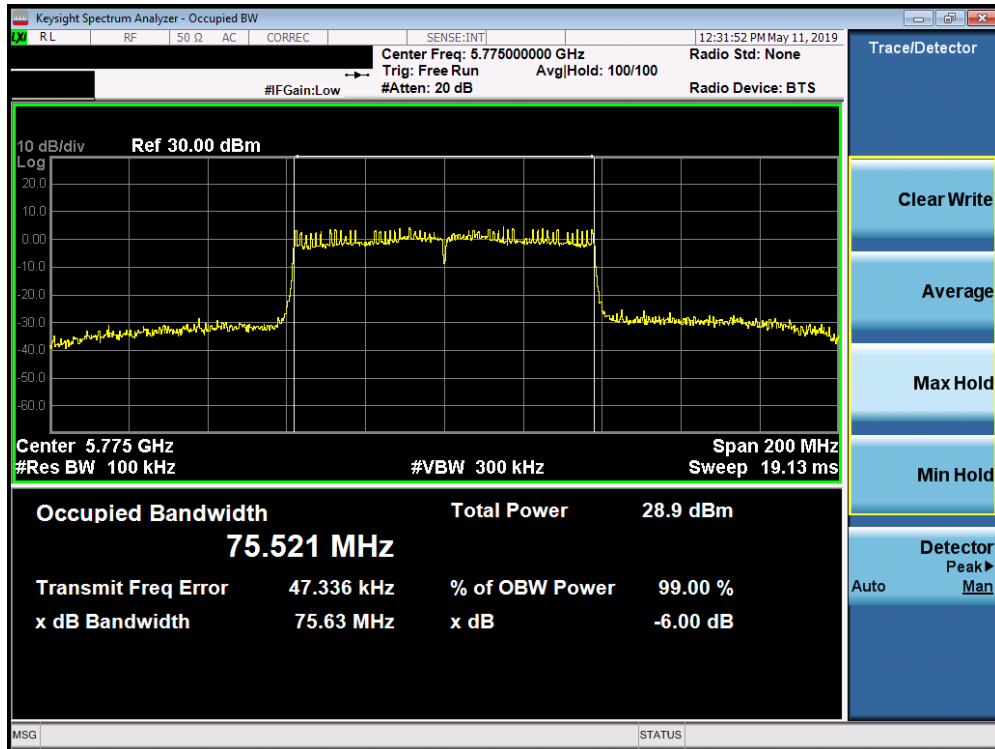 Keysight Spectrum Analyzer - Occupied BW
LXI RL RF 50 Ω AC CORREC SENSE:INT 12:31:52 PM May 11, 2019
Center Freq: 5.775000000 GHz Radio Std: None
Trig: Free Run Avg|Hold: 100/100
#IFGain:Low #Atten: 20 dB Radio Device: BTS
10 dB/div Ref 30.00 dBm
Log
20.0
10.0
0.00
-10.0
-20.0
-30.0
-40.0
-50.0
-60.0
Center 5.775 GHz Span 200 MHz
#Res BW 100 kHz #VBW 300 kHz Sweep 19.13 ms
Occupied Bandwidth Total Power 28.9 dBm
75.521 MHz
Transmit Freq Error 47.336 kHz % of OBW Power 99.00 %
x dB Bandwidth 75.63 MHz x dB -6.00 dB
MSG STATUS
Trace/Detector
Clear Write
Average
Max Hold
Min Hold
Detector
Peak▶
Auto Man